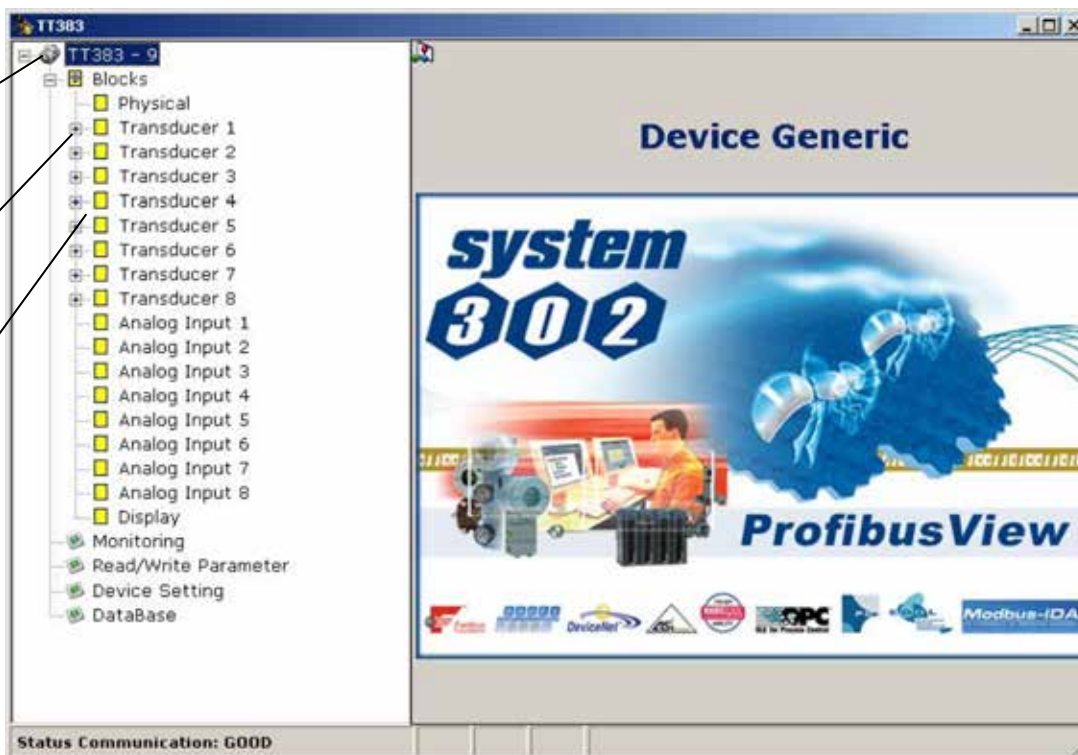 TT383
TT383 - 9
Blocks
Physical
Transducer 1
Transducer 2
Transducer 3
Transducer 4
Transducer 5
Transducer 6
Transducer 7
Transducer 8
Analog Input 1
Analog Input 2
Analog Input 3
Analog Input 4
Analog Input 5
Analog Input 6
Analog Input 7
Analog Input 8
Display
Monitoring
Read/Write Parameter
Device Setting
DataBase
Device Generic
system
302
ProfibusView
DeviceNet
OPC
Modbus-IDA
Status Communication: GOOD